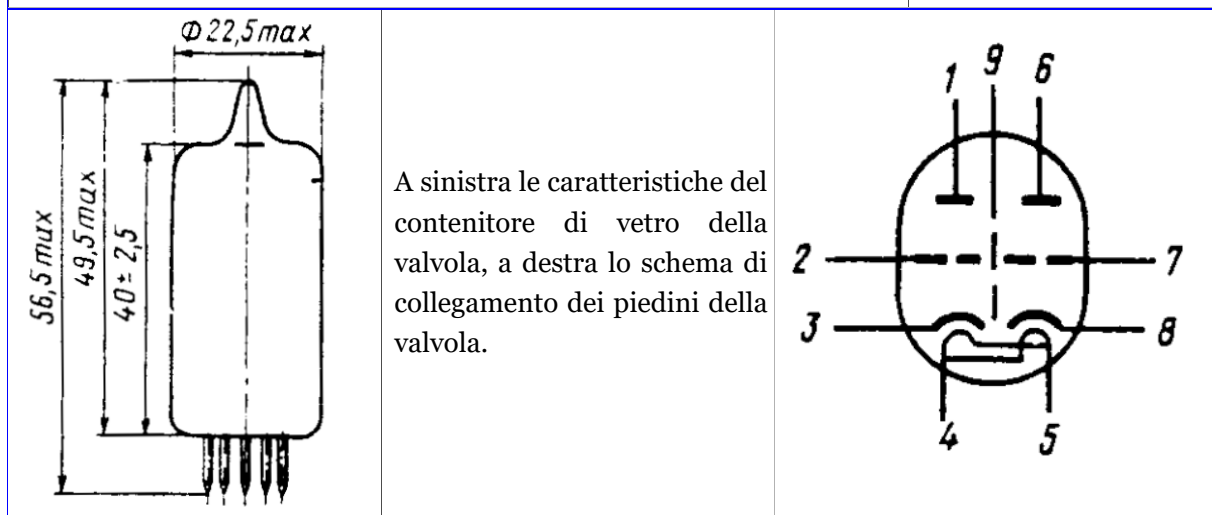 Φ22,5max
56,5max
49,5max
40±2,5
A sinistra le caratteristiche del
contenitore di vetro della
valvola, a destra lo schema di
collegamento dei piedini della
valvola.
1 9 6
2 7
3 8
4 5